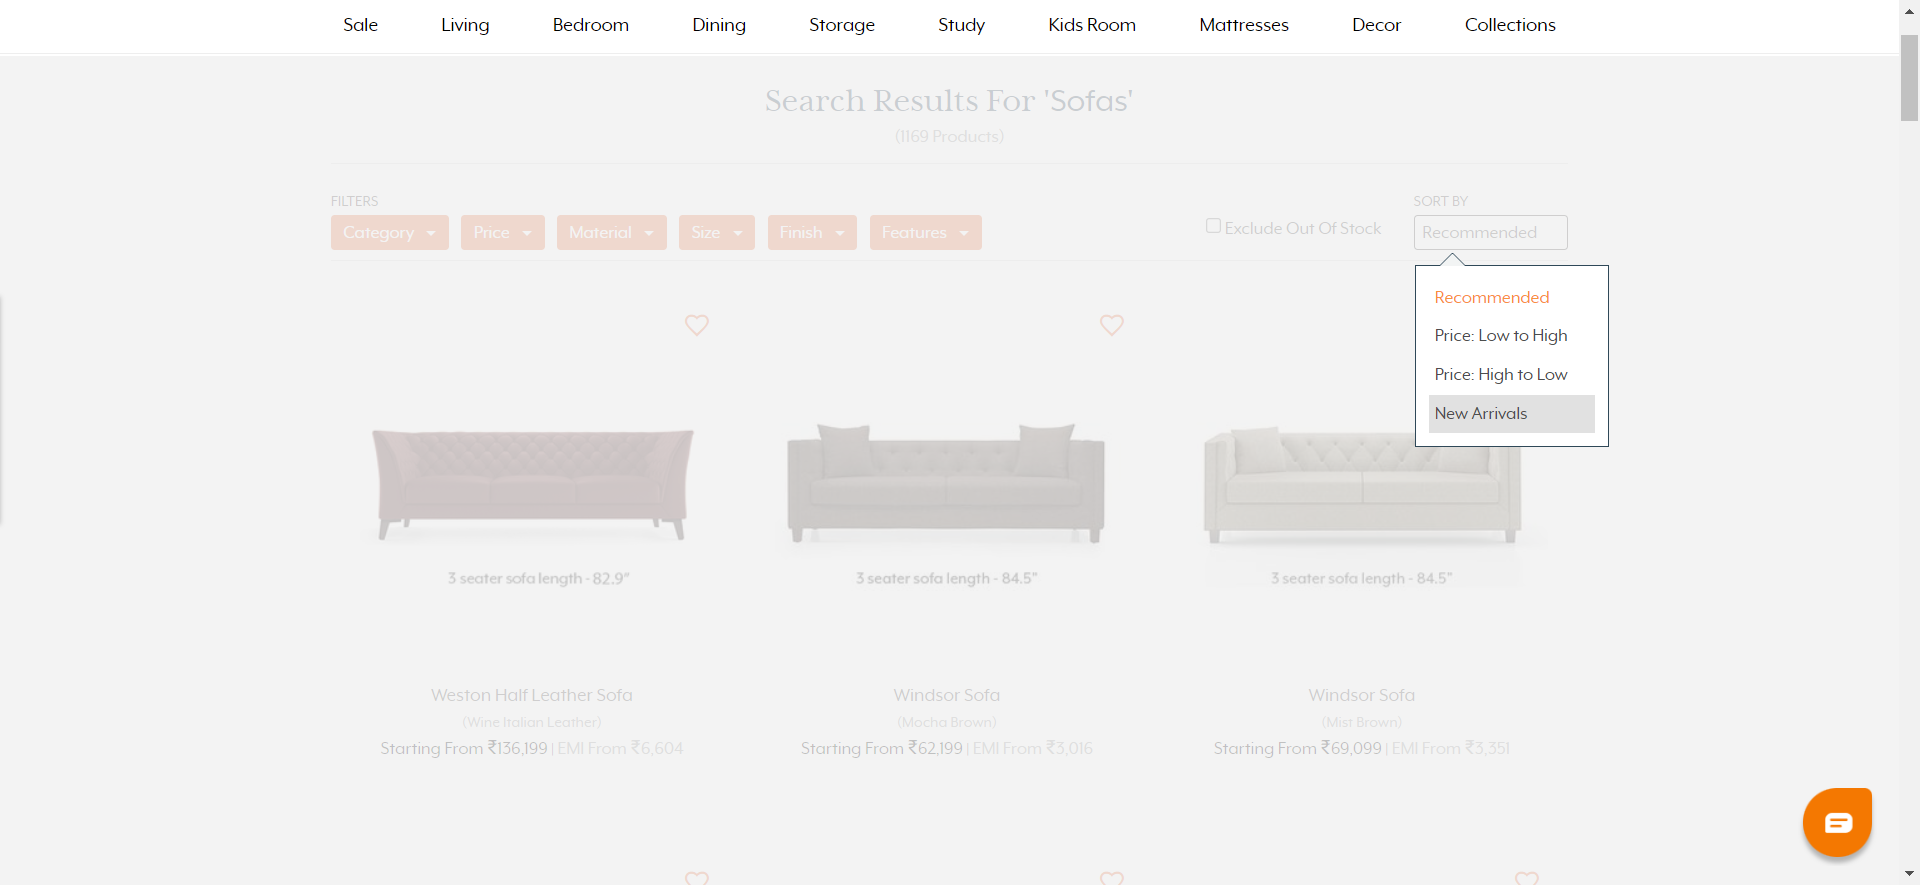 Sale Living Bedroom Dining Storage Study Kids Room Mattresses Decor Collections
Search Results For 'Sofas'
(1169 Products)
FILTERS SORT BY
Category Price Material Size Finish Features Exclude Out Of Stock Recommended
Recommended
Price: Low to High
Price: High to Low
New Arrivals
3 seater sofa length - 82.9" 3 seater sofa length - 84.5" 3 seater sofa length - 84.5"
Weston Half Leather Sofa Windsor Sofa Windsor Sofa
(Wine Italian Leather) (Mocha Brown) (Mist Brown)
Starting From ₹136,199 | EMI From ₹6,604 Starting From ₹62,199 | EMI From ₹3,016 Starting From ₹69,099 | EMI From ₹3,351